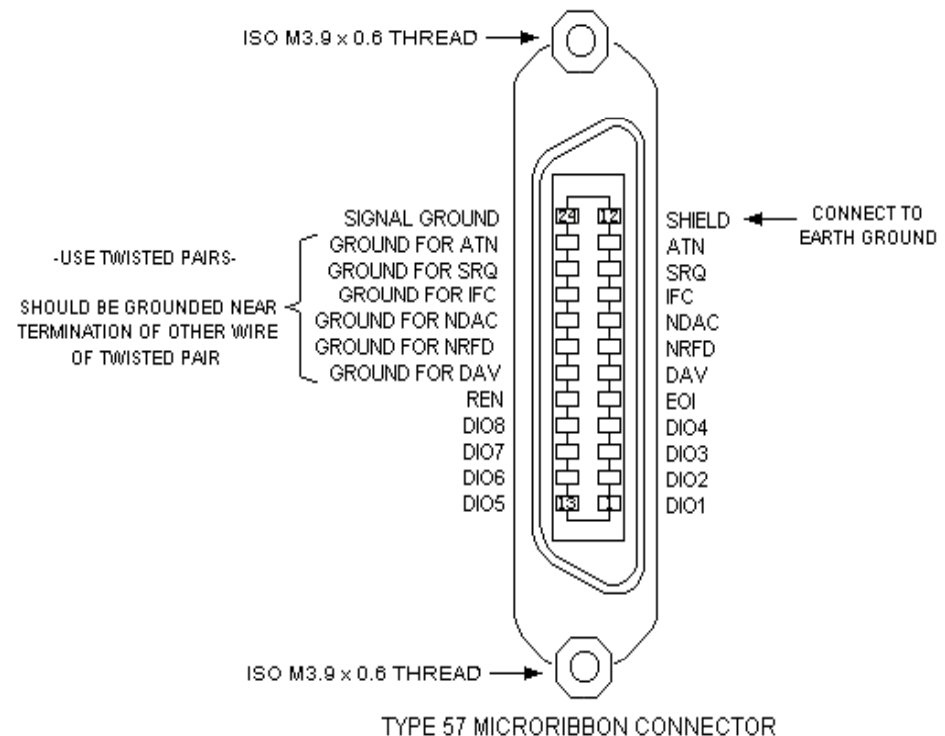 ISO M3.9 x 0.6 THREAD
SIGNAL GROUND 24 12 SHIELD CONNECT TO
EARTH GROUND
GROUND FOR ATN ATN
-USE TWISTED PAIRS-
GROUND FOR SRQ SRQ
SHOULD BE GROUNDED NEAR
TERMINATION OF OTHER WIRE
OF TWISTED PAIR
GROUND FOR IFC IFC
GROUND FOR NDAC NDAC
GROUND FOR NRFD NRFD
GROUND FOR DAV DAV
REN EOI
DIO8 DIO4
DIO7 DIO3
DIO6 DIO2
DIO5 13 1 DIO1
ISO M3.9 x 0.6 THREAD
TYPE 57 MICRORIBBON CONNECTOR